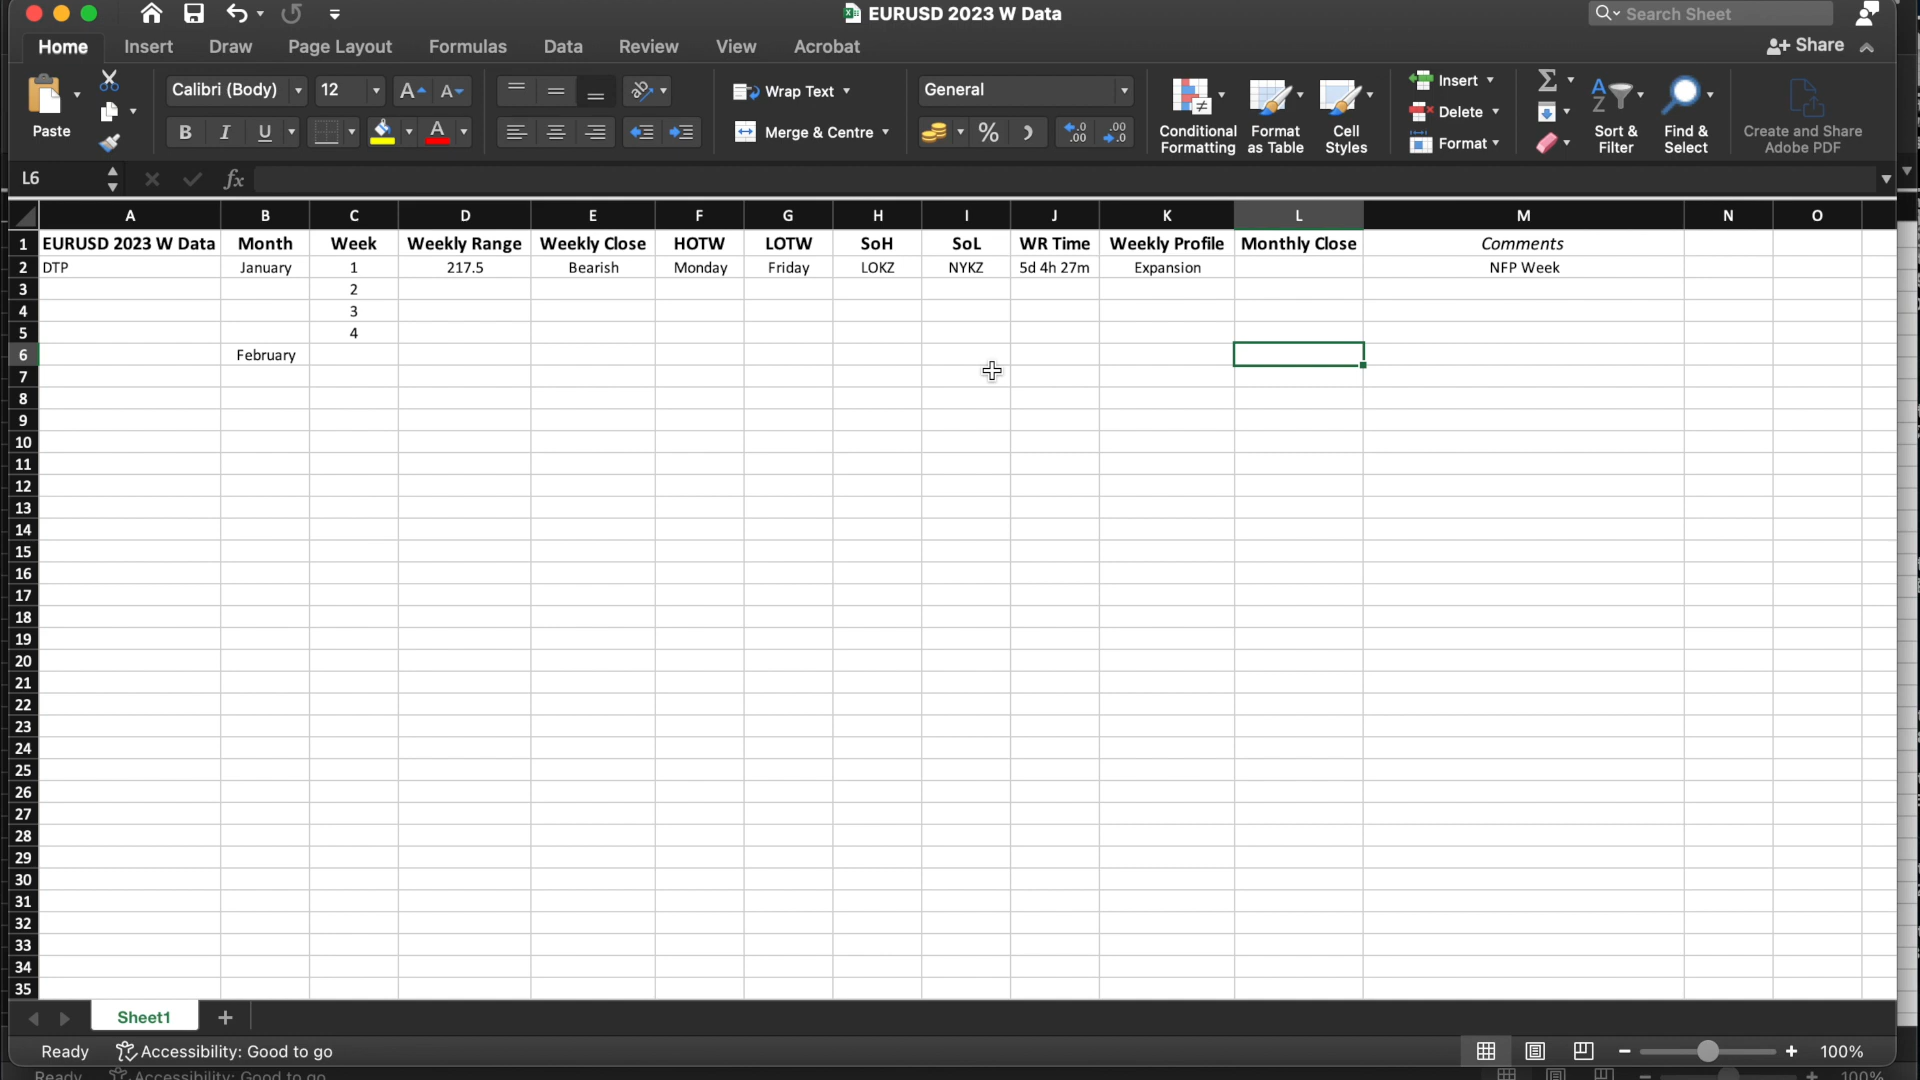 EURUSD 2023 W Data
Search Sheet
Home Insert Draw Page Layout Formulas Data Review View Acrobat Share
Paste
Calibri (Body) 12
B I U A
Wrap Text
Merge & Centre
General
Conditional Formatting
Format as Table
Cell Styles
Insert
Delete
Format
Sort & Filter
Find & Select
Create and Share Adobe PDF
L6 fx
A B C D E F G H I J K L M N O
1 EURUSD 2023 W Data Month Week Weekly Range Weekly Close HOTW LOTW SoH SoL WR Time Weekly Profile Monthly Close Comments
2 DTP January 1 217.5 Bearish Monday Friday LOKZ NYKZ 5d 4h 27m Expansion NFP Week
3 2
4 3
5 4
6 February
7
8
9
10
11
12
13
14
15
16
17
18
19
20
21
22
23
24
25
26
27
28
29
30
31
32
33
34
35
Sheet1
Ready Accessibility: Good to go 100%
Ready Accessibility: Good to go 100%